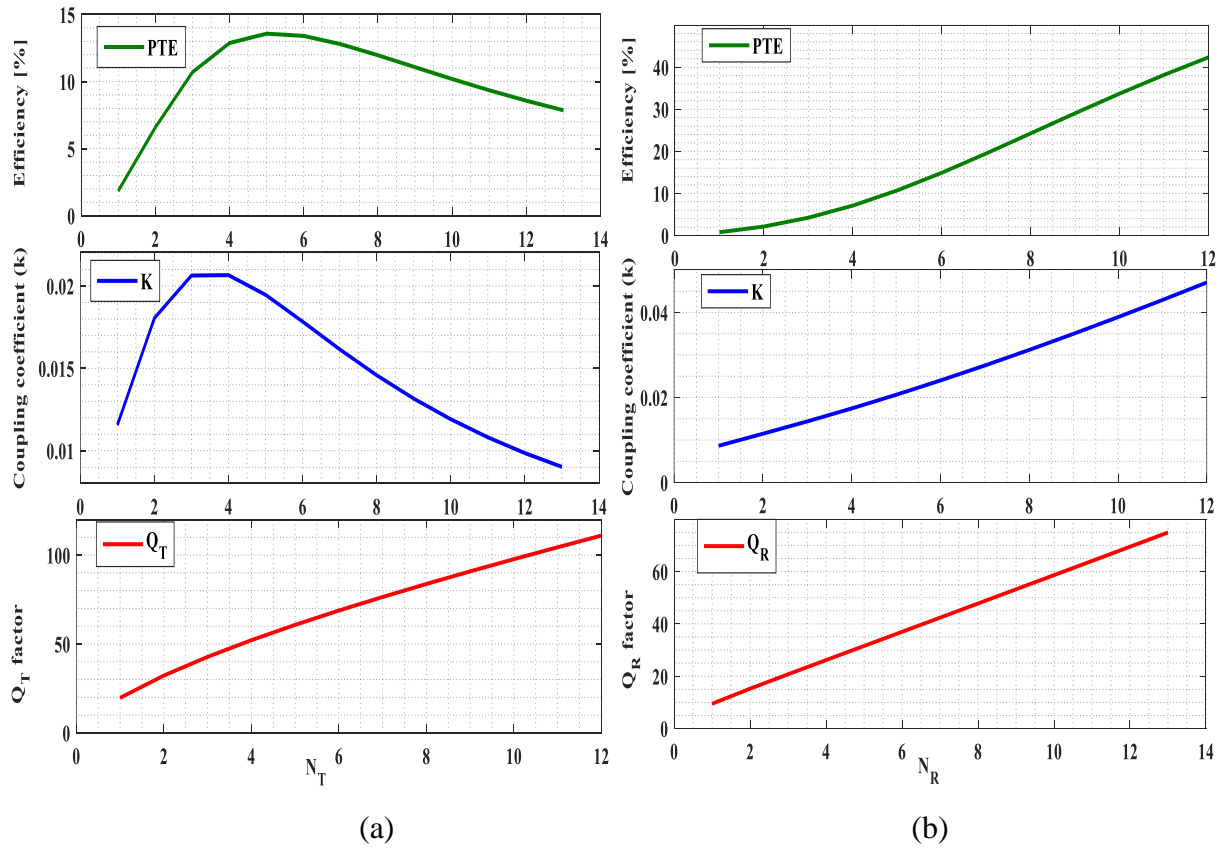 15
10
5
0
Efficiency [%]
PTE
0 2 4 6 8 10 12 14
0.02
0.015
0.01
Coupling coefficient (k)
K
0 2 4 6 8 10 12 14
100
50
0
Q_T factor
Q_T
0 2 4 6 8 10 12
N_T
(a)
40
30
20
10
0
Efficiency [%]
PTE
0 2 4 6 8 10 12
0.04
0.02
0
Coupling coefficient (k)
K
0 2 4 6 8 10 12
60
40
20
0
Q_R factor
Q_R
0 2 4 6 8 10 12 14
N_R
(b)